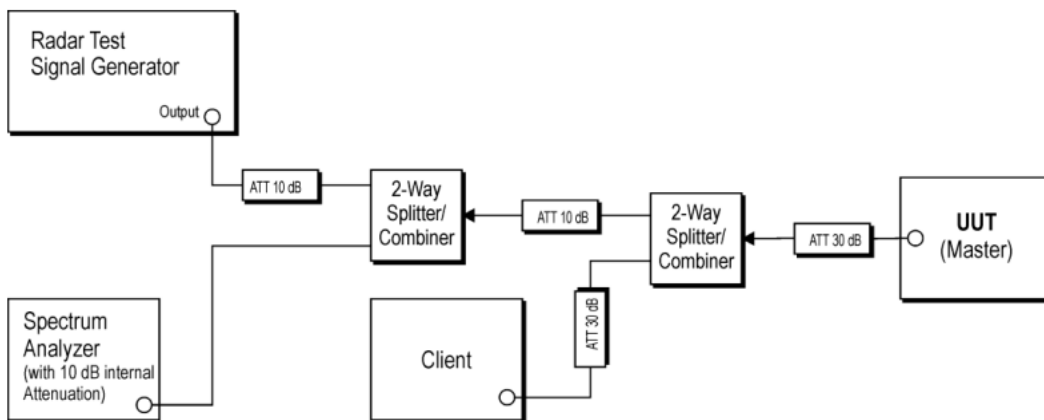 Radar Test
Signal Generator
Output
ATT 10 dB
2-Way
Splitter/
Combiner
ATT 10 dB
2-Way
Splitter/
Combiner
ATT 30 dB
UUT
(Master)
Spectrum
Analyzer
(with 10 dB internal
Attenuation)
Client
ATT 30 dB